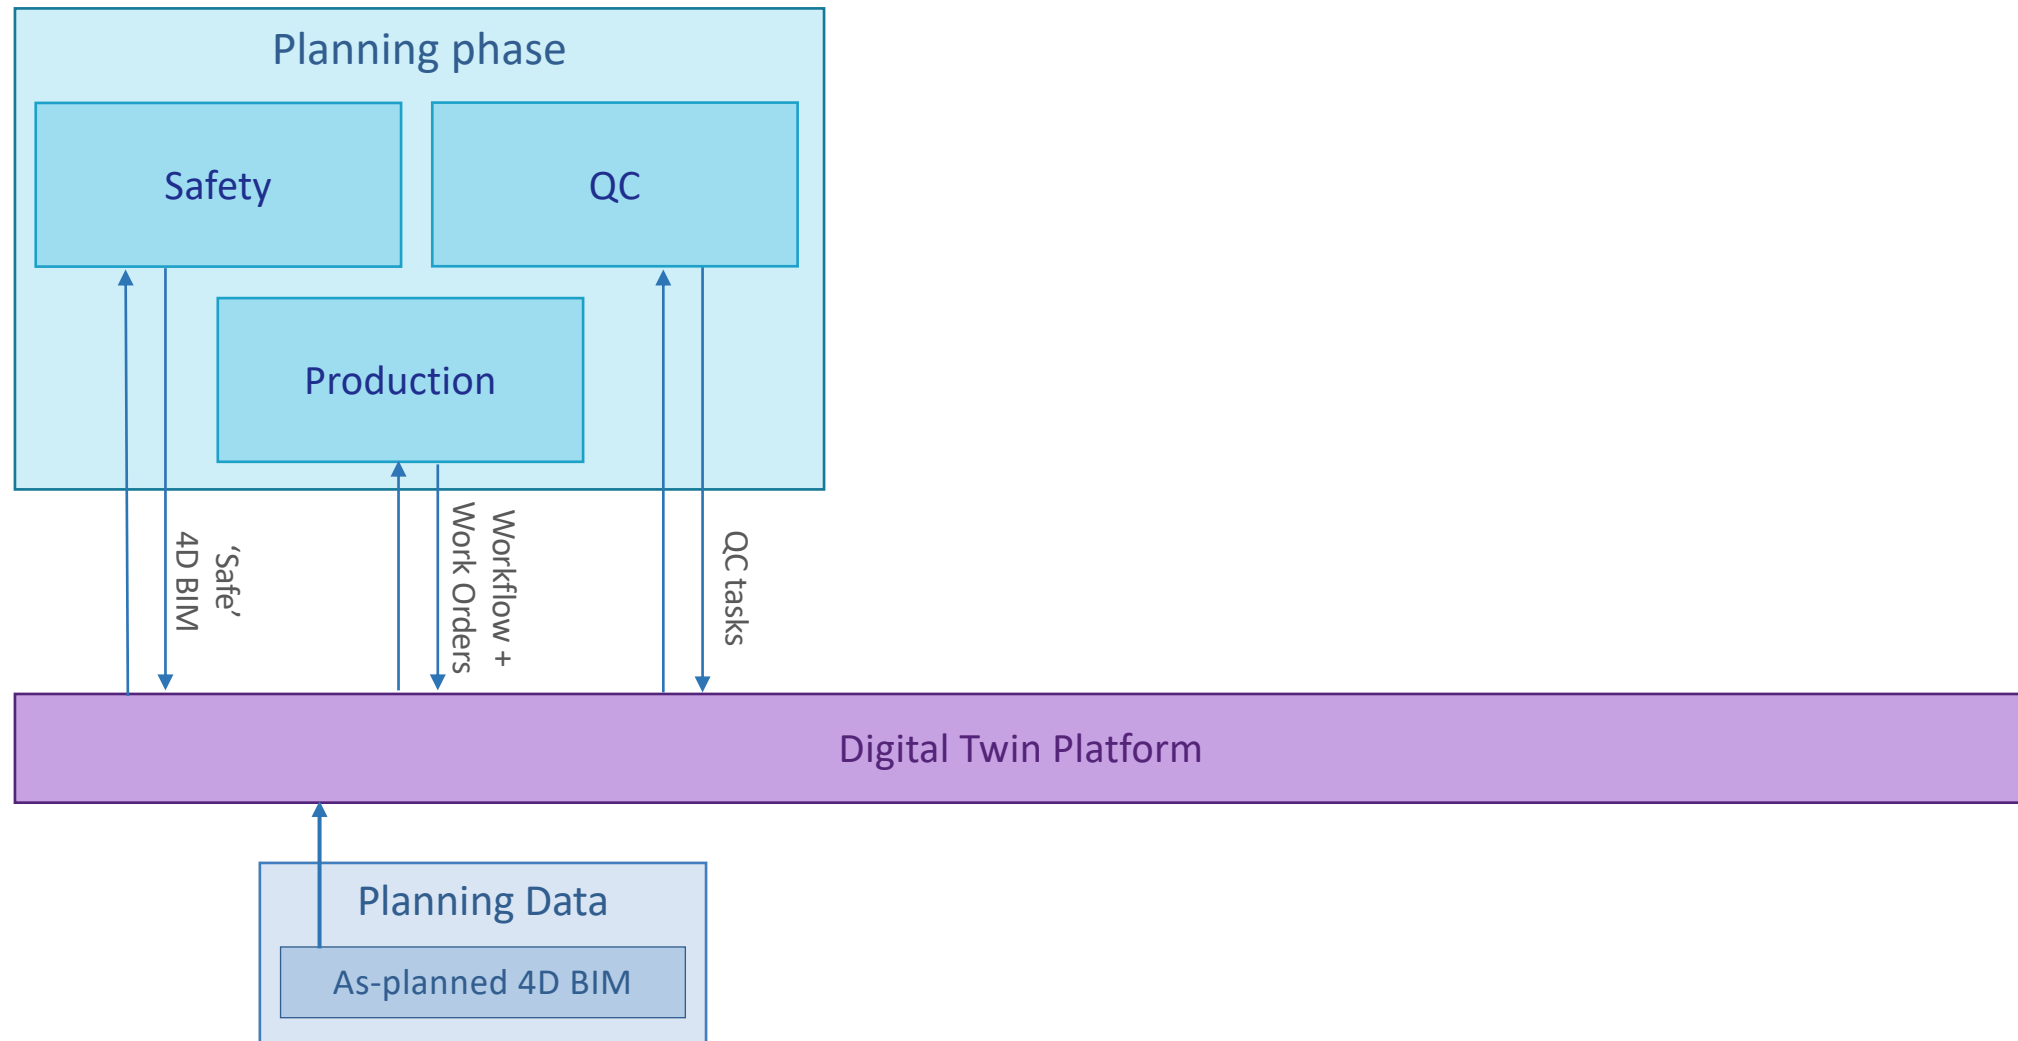 Planning phase
Safety
QC
Production
‘Safe’
4D BIM
Workflow +
Work Orders
QC tasks
Digital Twin Platform
Planning Data
As-planned 4D BIM